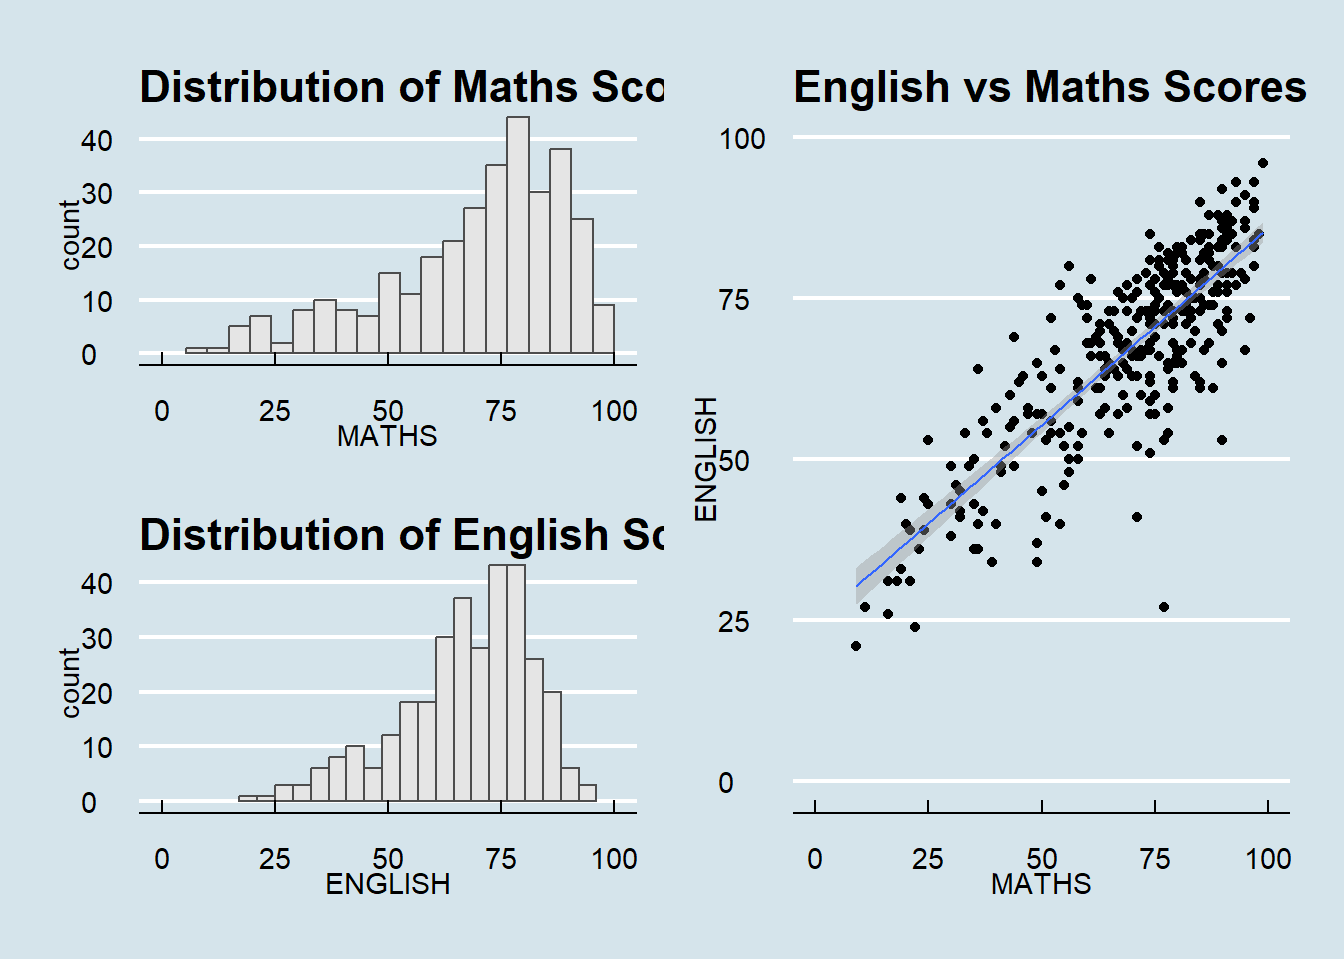 Distribution of Maths Sco
40
30
20
10
0
count
0 25 50 75 100
MATHS
Distribution of English Sc
40
30
20
10
0
count
0 25 50 75 100
ENGLISH
English vs Maths Scores
100
75
50
25
0
ENGLISH
0 25 50 75 100
MATHS